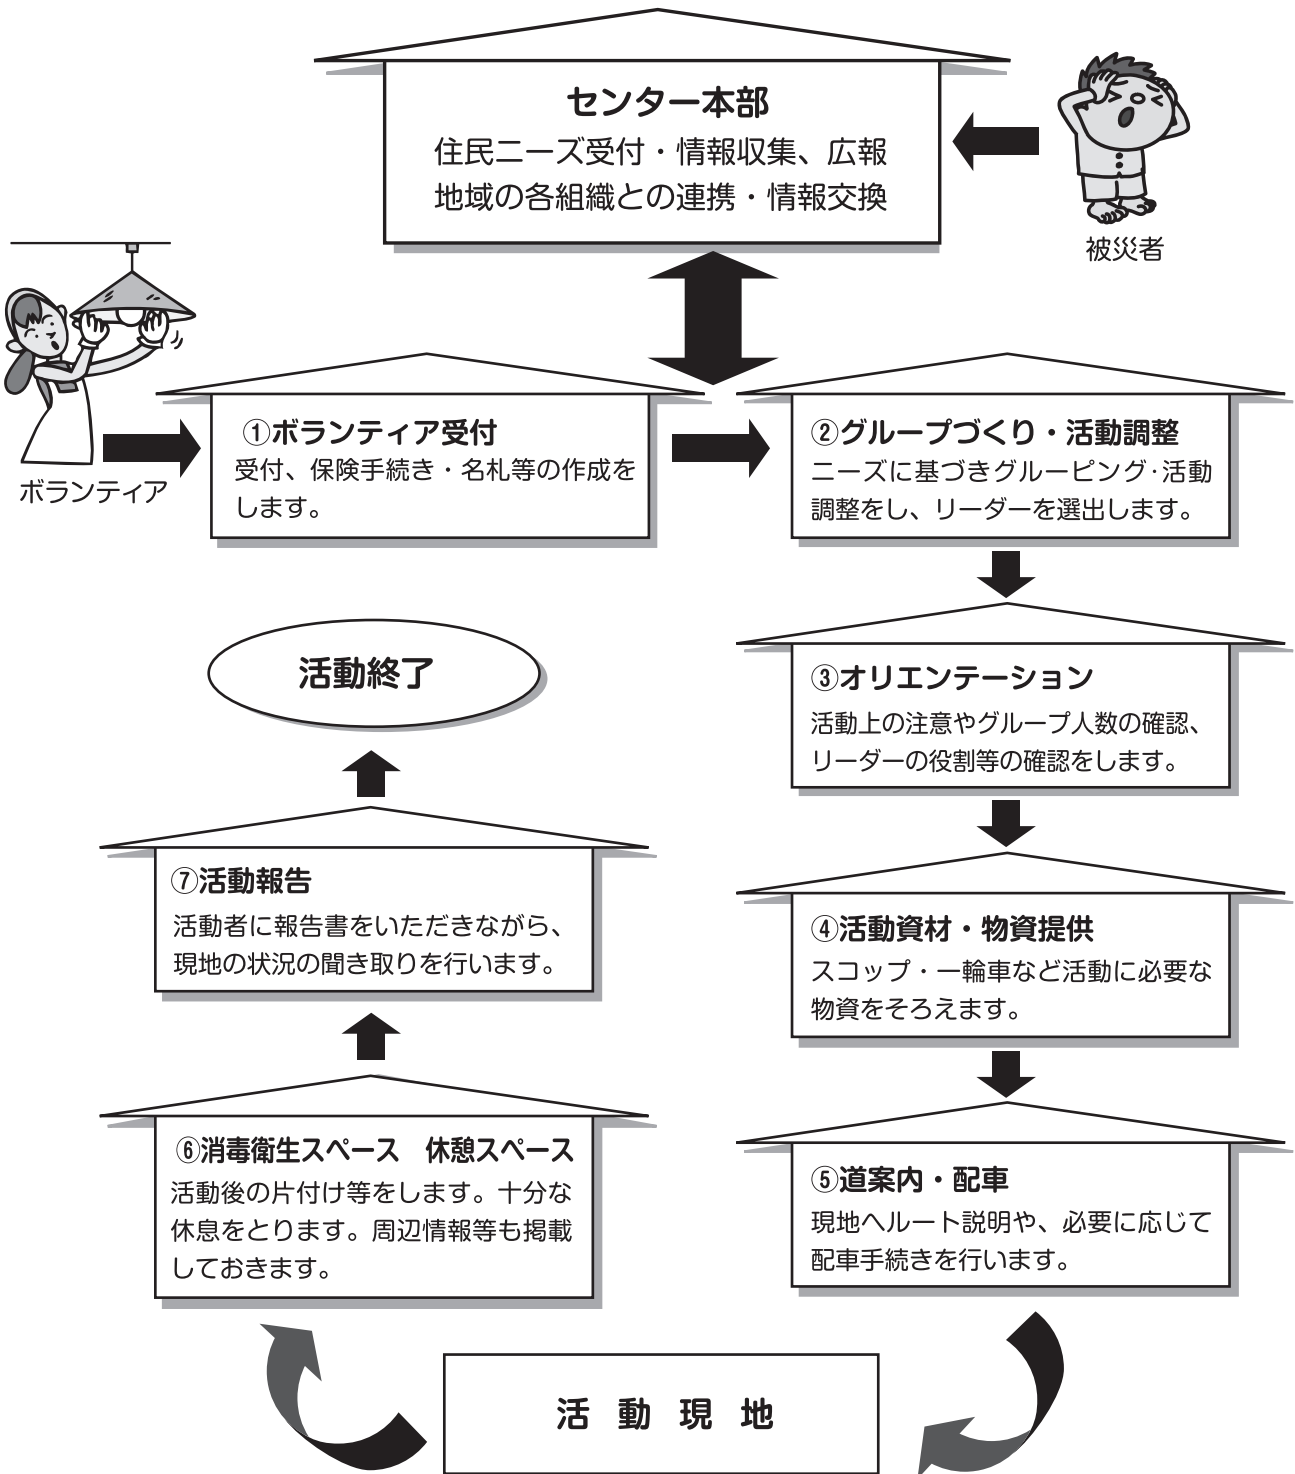 センター本部
住民ニーズ受付・情報収集、広報
地域の各組織との連携・情報交換
被災者
ボランティア
①ボランティア受付
受付、保険手続き・名札等の作成を
します。
②グループづくり・活動調整
ニーズに基づきグルーピング・活動
調整をし、リーダーを選出します。
③オリエンテーション
活動上の注意やグループ人数の確認、
リーダーの役割等の確認をします。
④活動資材・物資提供
スコップ・一輪車など活動に必要な
物資をそろえます。
⑤道案内・配車
現地へルート説明や、必要に応じて
配車手続きを行います。
活動現地
⑥消毒衛生スペース　休憩スペース
活動後の片付け等をします。十分な
休息をとります。周辺情報等も掲載
しておきます。
⑦活動報告
活動者に報告書をいただきながら、
現地の状況の聞き取りを行います。
活動終了